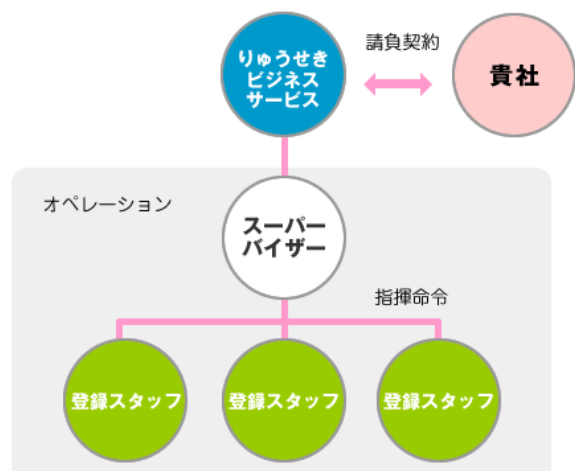 りゅうせき
ビジネス
サービス
請負契約
貴社
オペレーション
スーパー
バイザー
指揮命令
登録スタッフ
登録スタッフ
登録スタッフ